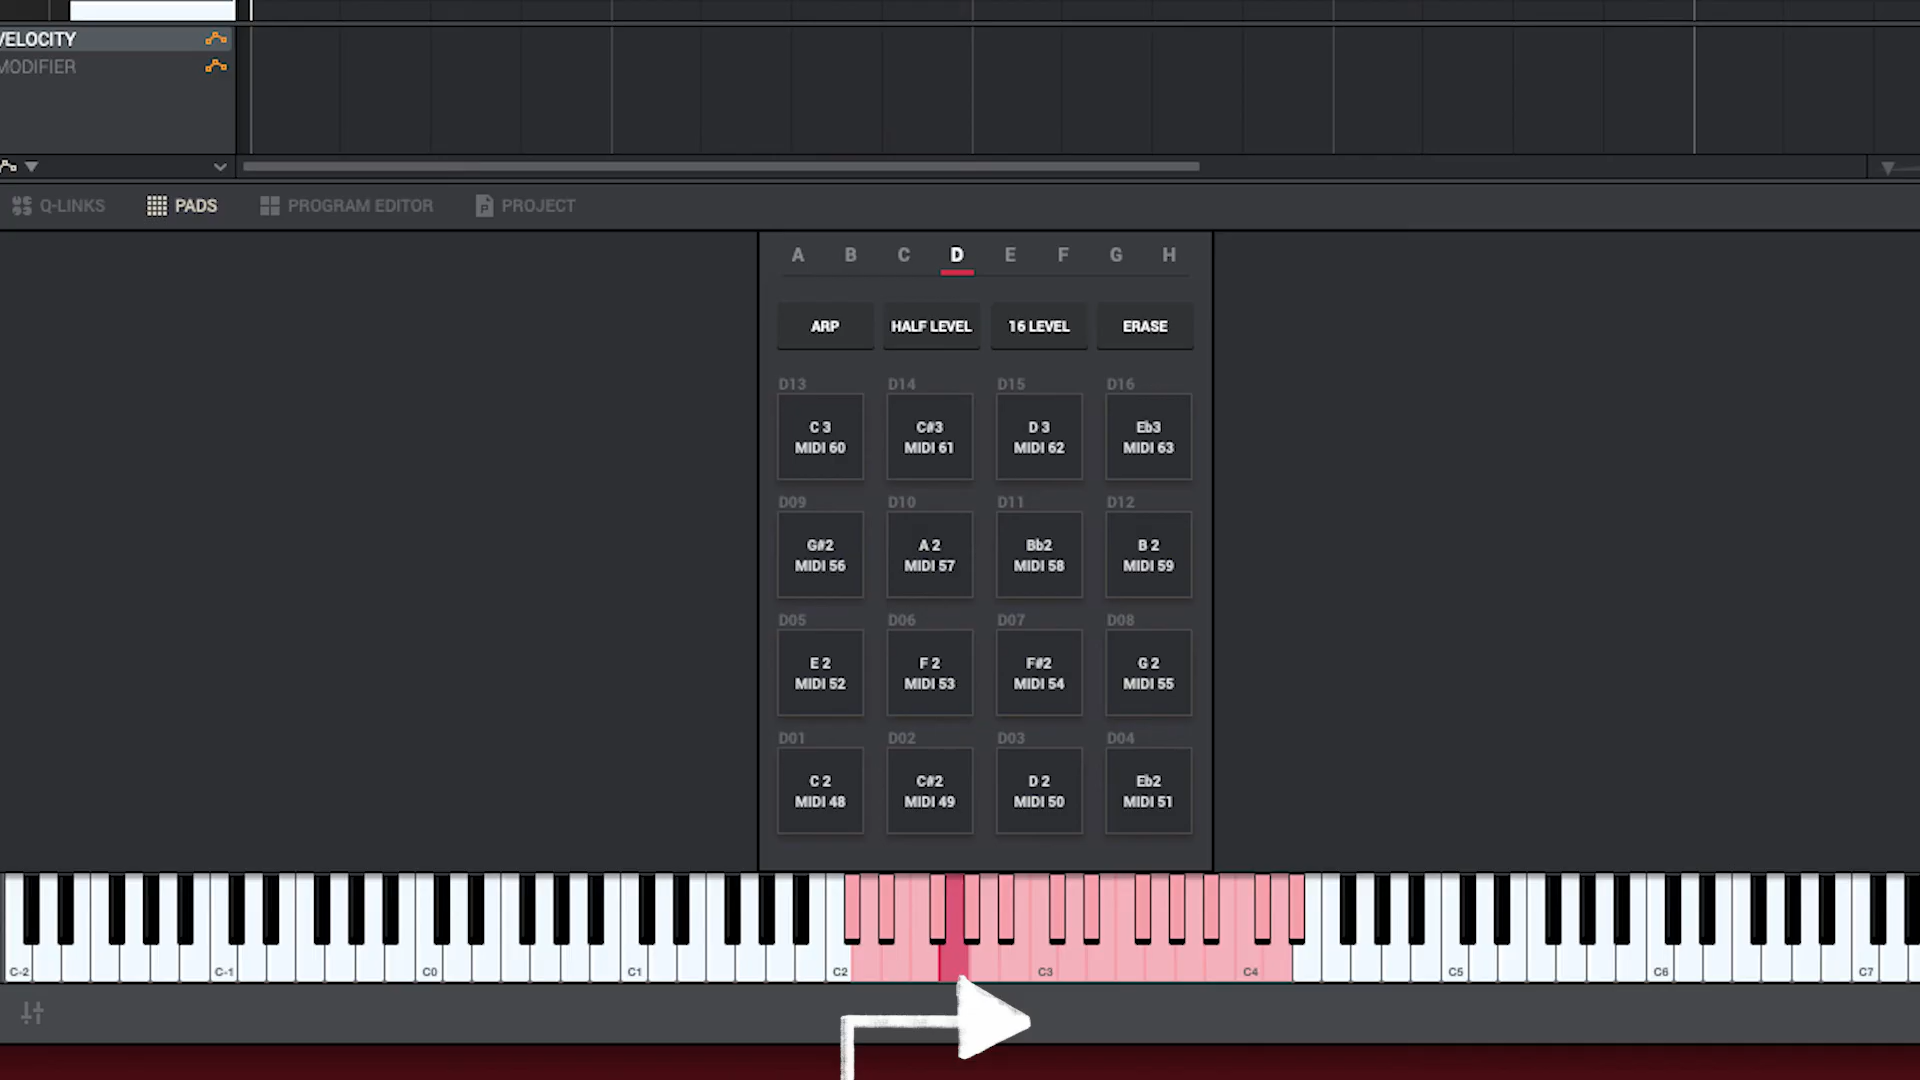 VELOCITY
MODIFIER
Q-LINKS PADS PROGRAM EDITOR PROJECT
A B C D E F G H
ARP HALF LEVEL 16 LEVEL ERASE
D13 D14 D15 D16
C 3 C#3 D 3 Eb3
MIDI 60 MIDI 61 MIDI 62 MIDI 63
D09 D10 D11 D12
G#2 A 2 Bb2 B 2
MIDI 56 MIDI 57 MIDI 58 MIDI 59
D05 D06 D07 D08
E 2 F 2 F#2 G 2
MIDI 52 MIDI 53 MIDI 54 MIDI 55
D01 D02 D03 D04
C 2 C#2 D 2 Eb2
MIDI 48 MIDI 49 MIDI 50 MIDI 51
C-2 C-1 C0 C1 C2 C3 C4 C5 C6 C7